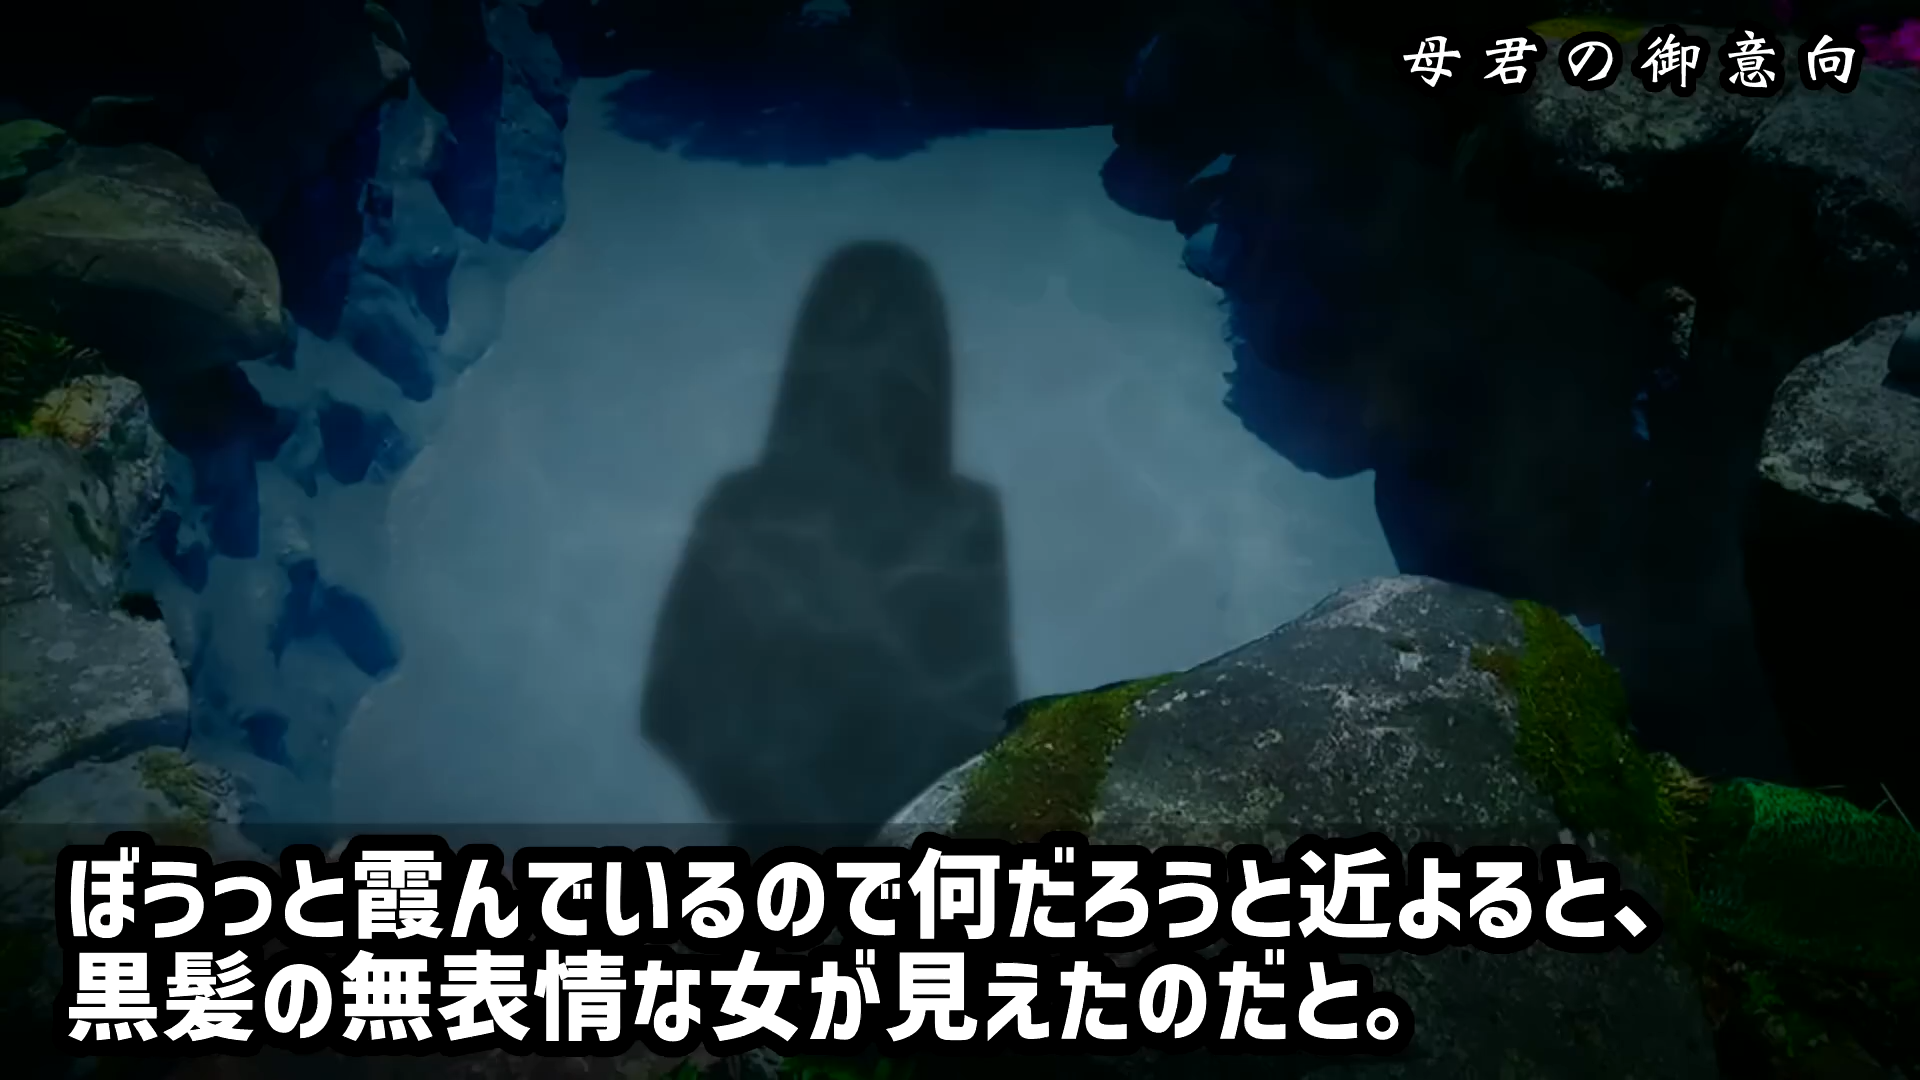 母君の御意向
ぼうっと霞んでいるので何だろうと近よると、
黒髪の無表情な女が見えたのだと。